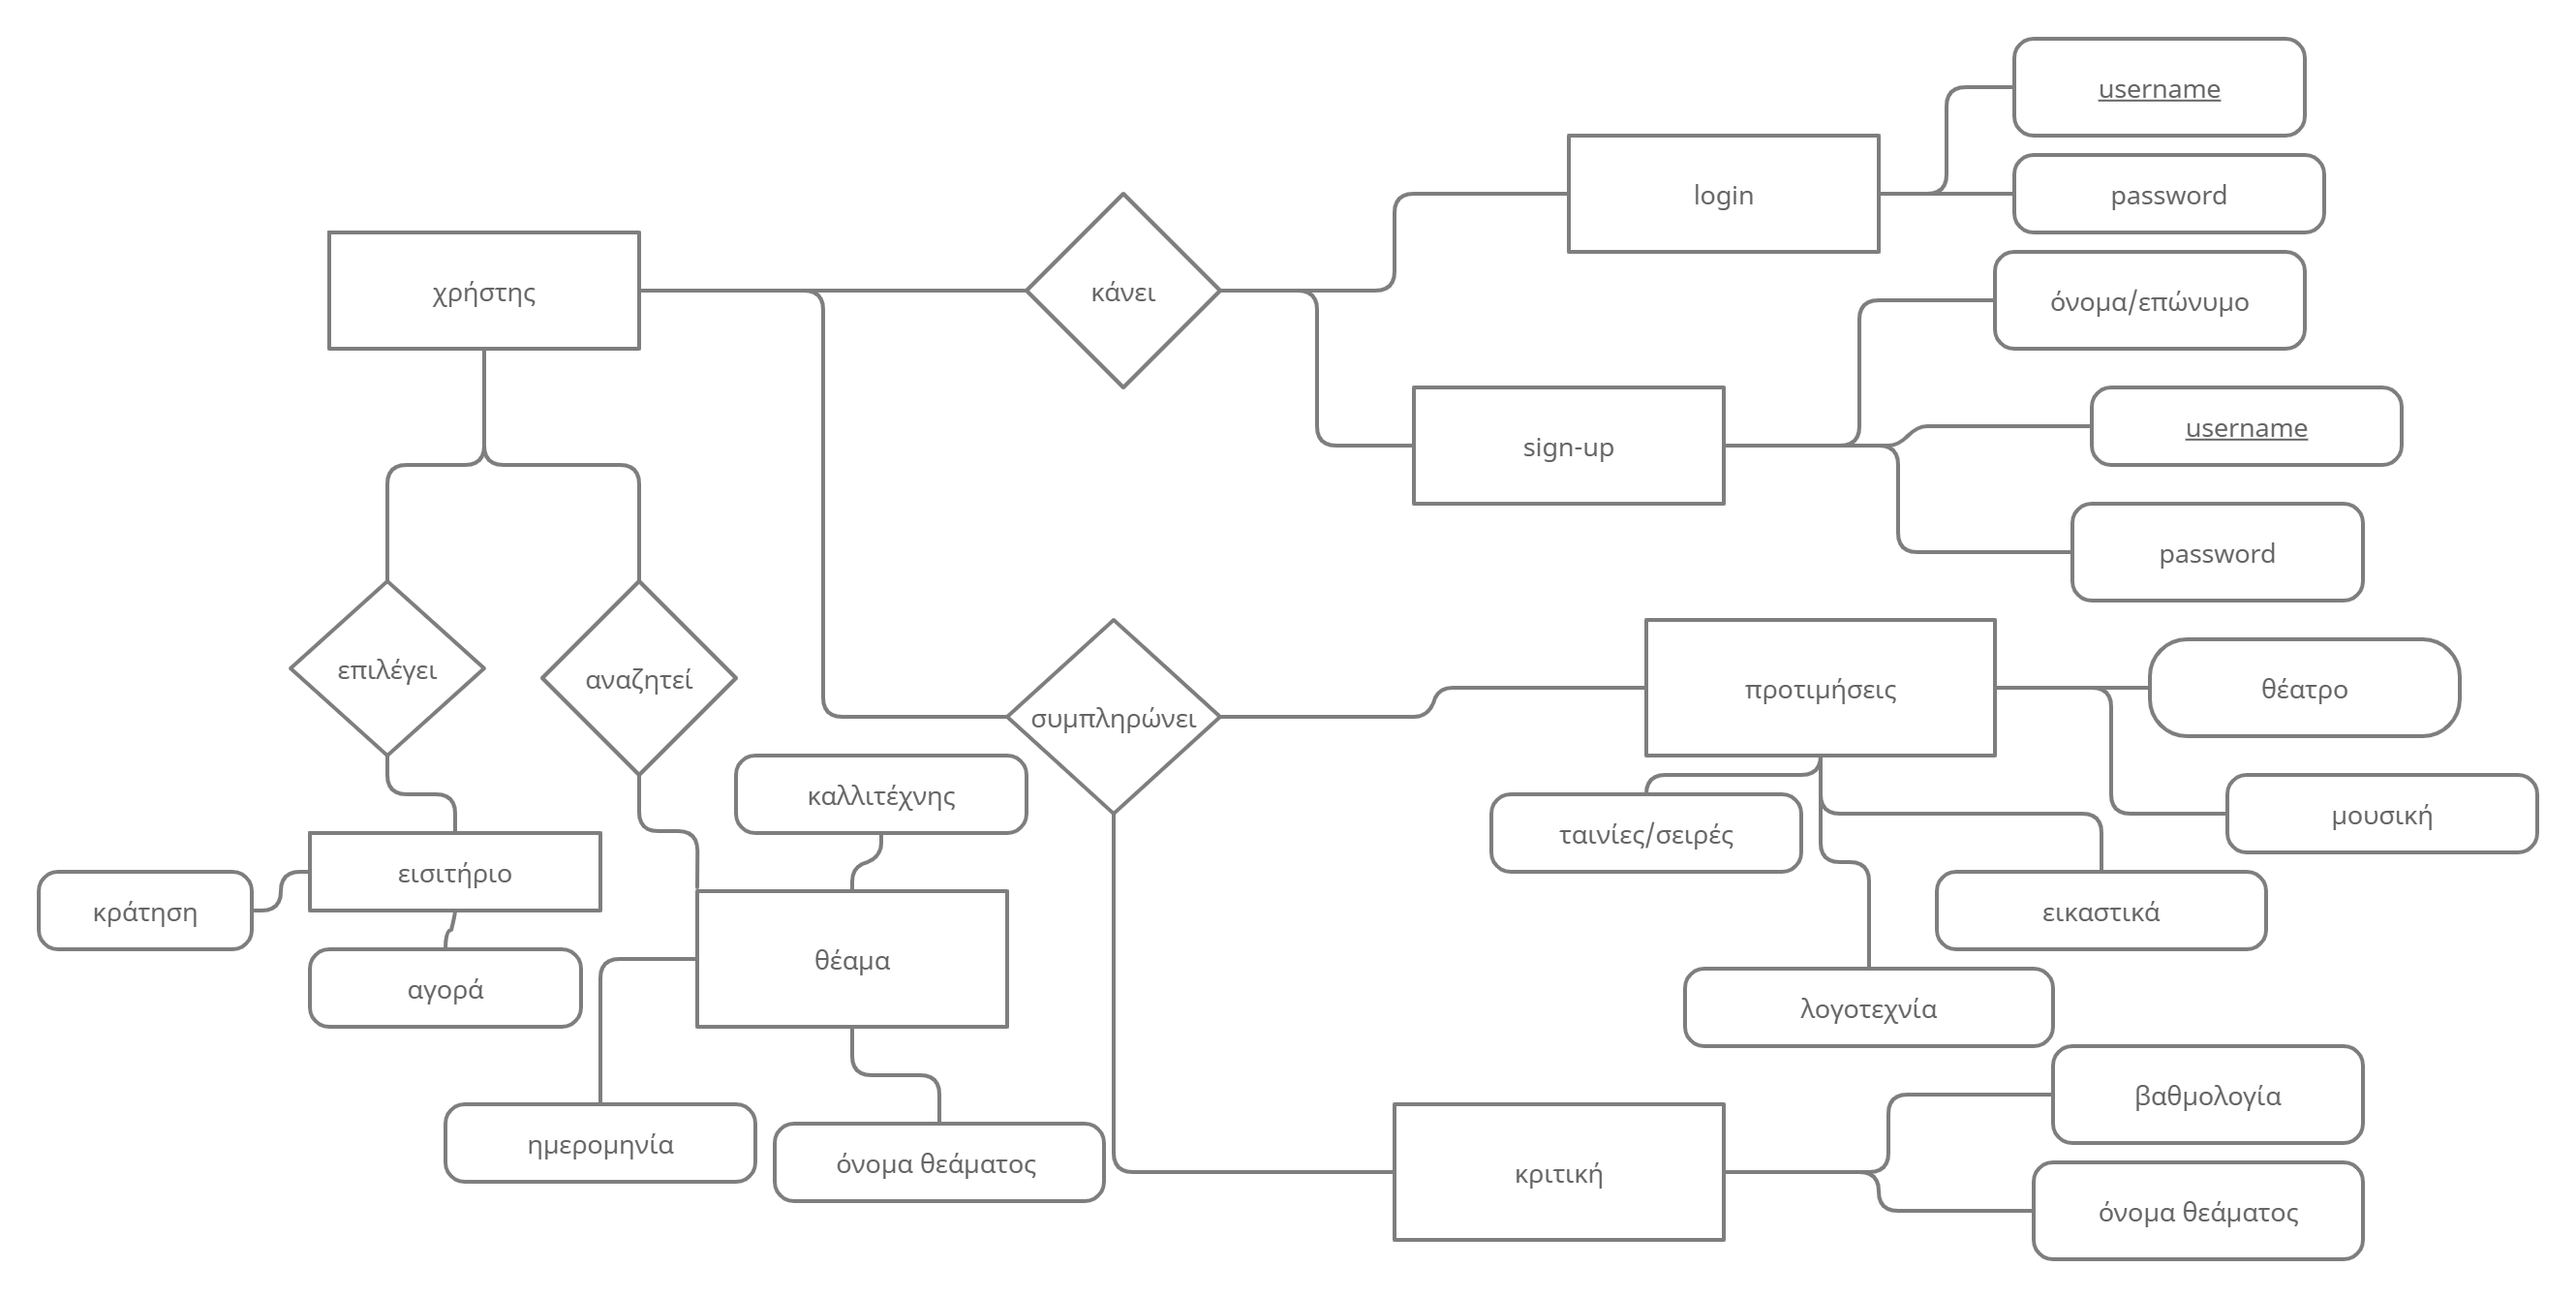 username
login
password
χρήστης
κάνει
όνομα/επώνυμο
sign-up
username
password
επιλέγει
αναζητεί
συμπληρώνει
προτιμήσεις
θέατρο
καλλιτέχνης
ταινίες/σειρές
μουσική
εισιτήριο
κράτηση
εικαστικά
θέαμα
αγορά
λογοτεχνία
βαθμολογία
ημερομηνία
όνομα θεάματος
κριτική
όνομα θεάματος